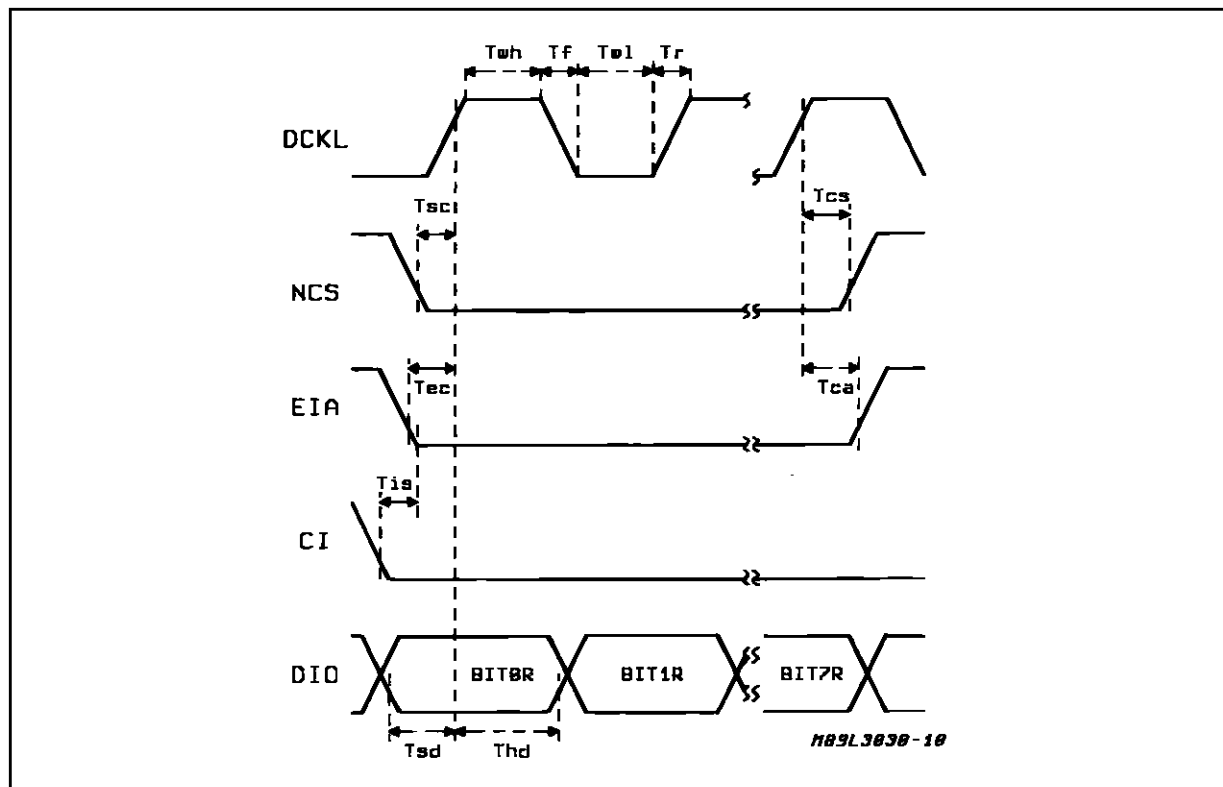 Twh Tf Twl Tr
DCKL
Tsc
Tcs
NCS
Tec
Tca
EIA
Tis
CI
DIO
BIT0R BIT1R BIT7R
Tsd Thd
M89L3030-10